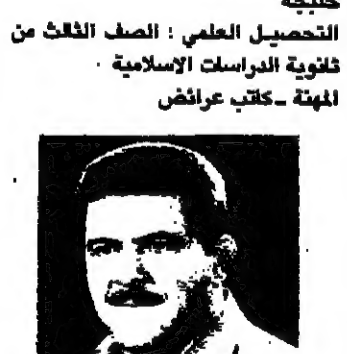 التحصيل العلمي : الصف الثالث من
ثانوية الدراسات الاسلامية ·
المهنة ـ كاتب عرائض